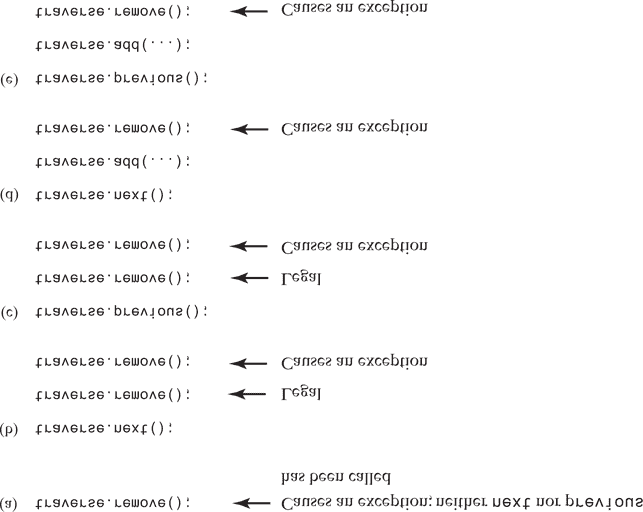 (a) traverse.remove(); Causes an exception; neither next nor previous
has been called
(b) traverse.next();
traverse.remove(); Legal
traverse.remove(); Causes an exception
(c) traverse.previous();
traverse.remove(); Legal
traverse.remove(); Causes an exception
(d) traverse.next();
traverse.add(...);
traverse.remove(); Causes an exception
(e) traverse.previous();
traverse.add(...);
traverse.remove(); Causes an exception